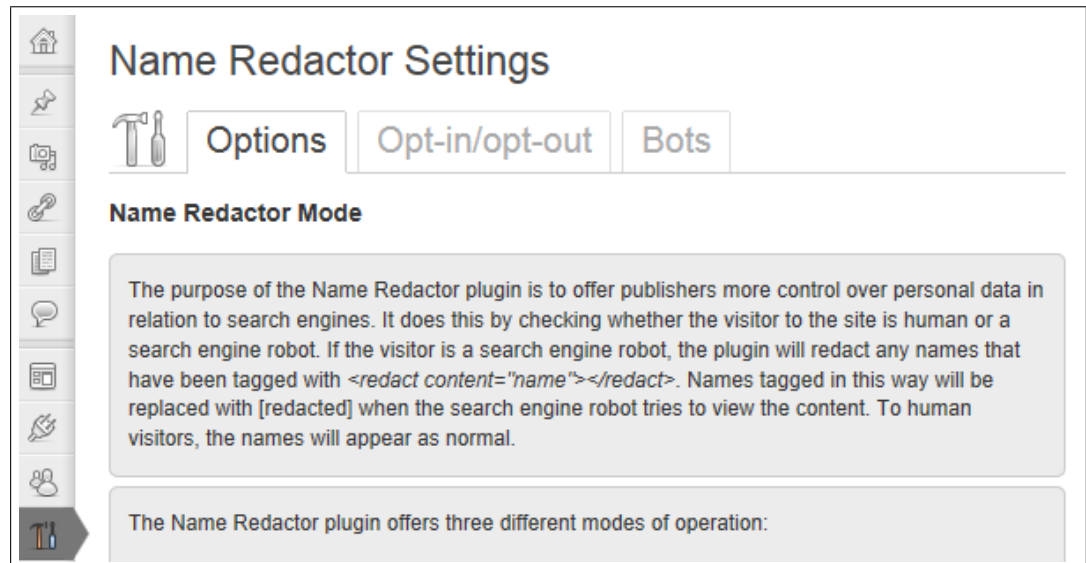 Name Redactor Settings
Options Opt-in/opt-out Bots
Name Redactor Mode
The purpose of the Name Redactor plugin is to offer publishers more control over personal data in
relation to search engines. It does this by checking whether the visitor to the site is human or a
search engine robot. If the visitor is a search engine robot, the plugin will redact any names that
have been tagged with <redact content="name"></redact>. Names tagged in this way will be
replaced with [redacted] when the search engine robot tries to view the content. To human
visitors, the names will appear as normal.
The Name Redactor plugin offers three different modes of operation: